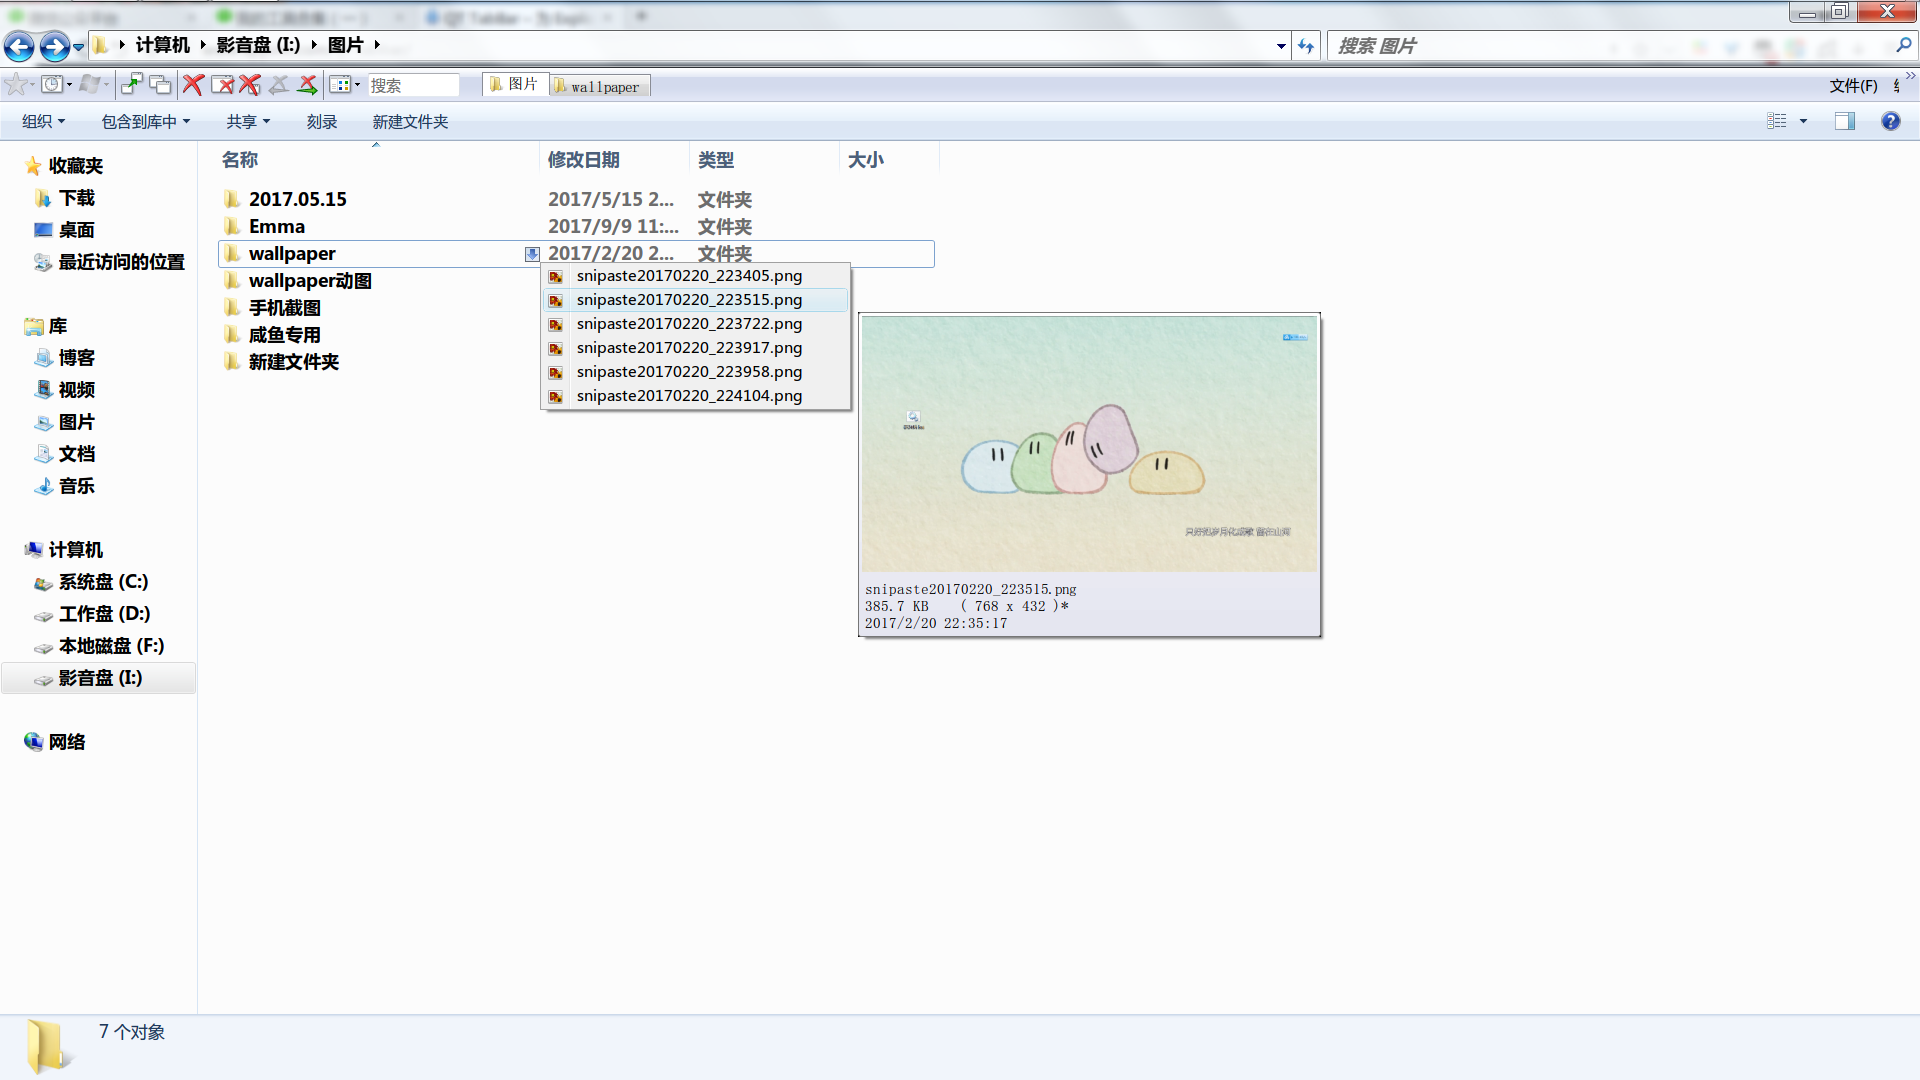 计算机 影音盘 (I:) 图片
搜索 图片
搜索
图片
wallpaper
文件(F)
组织 包含到库中 共享 刻录 新建文件夹
名称 修改日期 类型 大小
收藏夹
下载
桌面
最近访问的位置
库
博客
视频
图片
文档
音乐
计算机
系统盘 (C:)
工作盘 (D:)
本地磁盘 (F:)
影音盘 (I:)
网络
2017.05.15 2017/5/15 2... 文件夹
Emma 2017/9/9 11:... 文件夹
wallpaper 2017/2/20 2... 文件夹
wallpaper动图
手机截图
咸鱼专用
新建文件夹
snipaste20170220_223405.png
snipaste20170220_223515.png
snipaste20170220_223722.png
snipaste20170220_223917.png
snipaste20170220_223958.png
snipaste20170220_224104.png
snipaste20170220_223515.png
385.7 KB ( 768 x 432 )*
2017/2/20 22:35:17
7 个对象